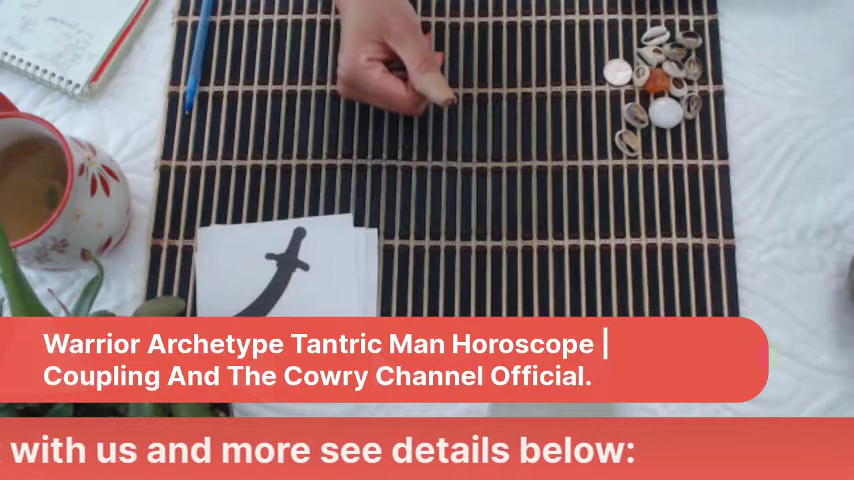 Warrior Archetype Tantric Man Horoscope |
Coupling And The Cowry Channel Official.
with us and more see details below: